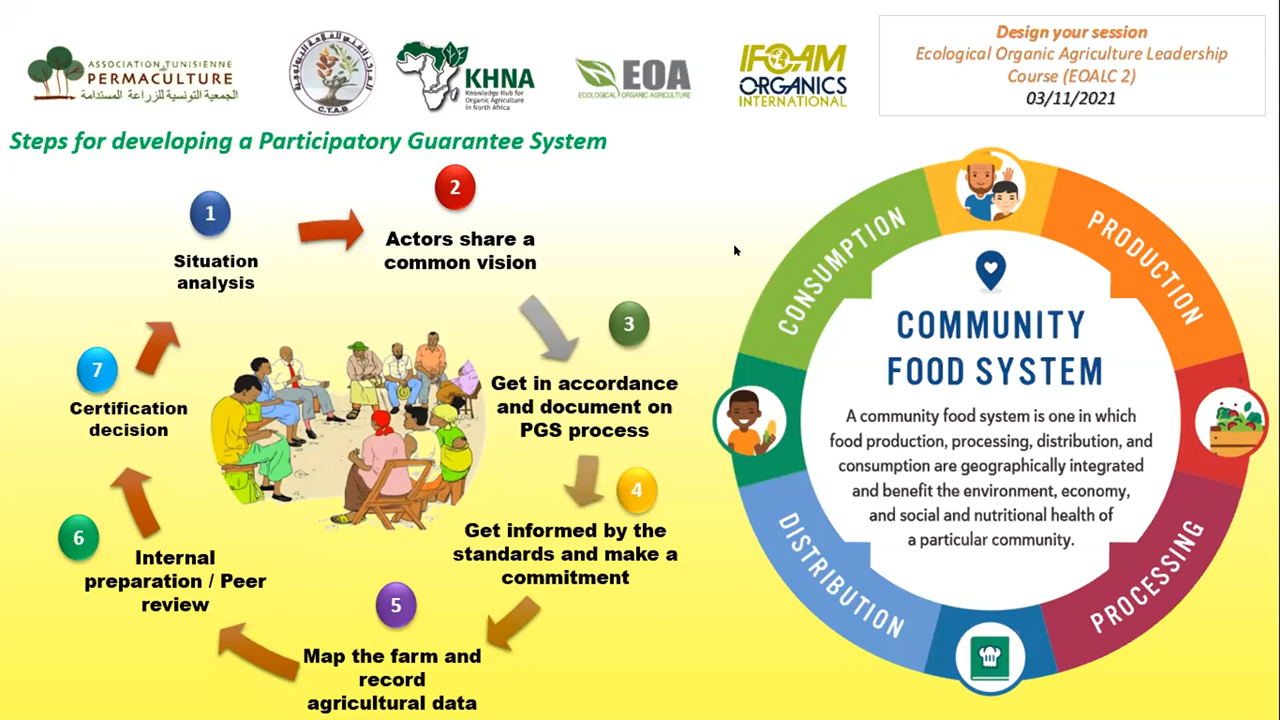 ASSOCIATION TUNISIENNE
PERMACULTURE
الجمعية التونسية للزراعة المستدامة
C.T.A.B
KHNA
Knowledge Hub for
Organic Agriculture
in North Africa
EOA
ECOLOGICAL ORGANIC AGRICULTURE
IFOAM
ORGANICS
INTERNATIONAL
Design your session
Ecological Organic Agriculture Leadership
Course (EOALC 2)
03/11/2021
Steps for developing a Participatory Guarantee System
1
Situation
analysis
2
Actors share a
common vision
3
Get in accordance
and document on
PGS process
4
Get informed by the
standards and make a
commitment
5
Map the farm and
record
agricultural data
6
Internal
preparation / Peer
review
7
Certification
decision
CONSUMPTION
PRODUCTION
COMMUNITY
FOOD SYSTEM
A community food system is one in which
food production, processing, distribution, and
consumption are geographically integrated
and benefit the environment, economy,
and social and nutritional health of
a particular community.
DISTRIBUTION
PROCESSING